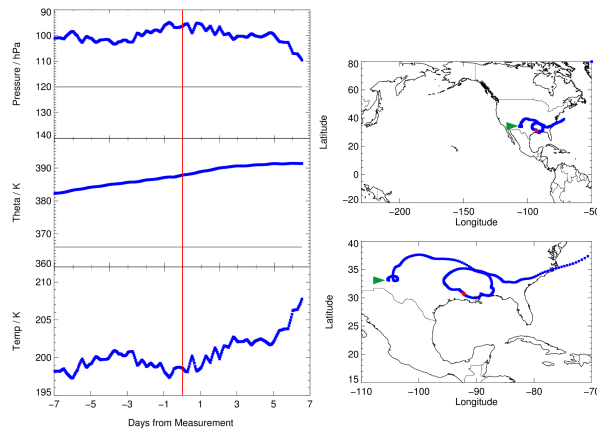 90
100
110
120
130
140
Pressure / hPa
390
380
370
360
Theta / K
210
205
200
195
Temp / K
-7 -5 -3 -1 1 3 5 7
Days from Measurement
80
60
40
20
0
-20
Latitude
-200 -150 -100 -50
Longitude
40
35
30
25
20
15
Latitude
-110 -100 -90 -80 -70
Longitude